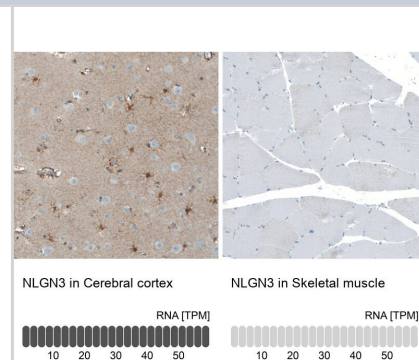 NLGN3 in Cerebral cortex
NLGN3 in Skeletal muscle
RNA [TPM]
RNA [TPM]
10 20 30 40 50
10 20 30 40 50